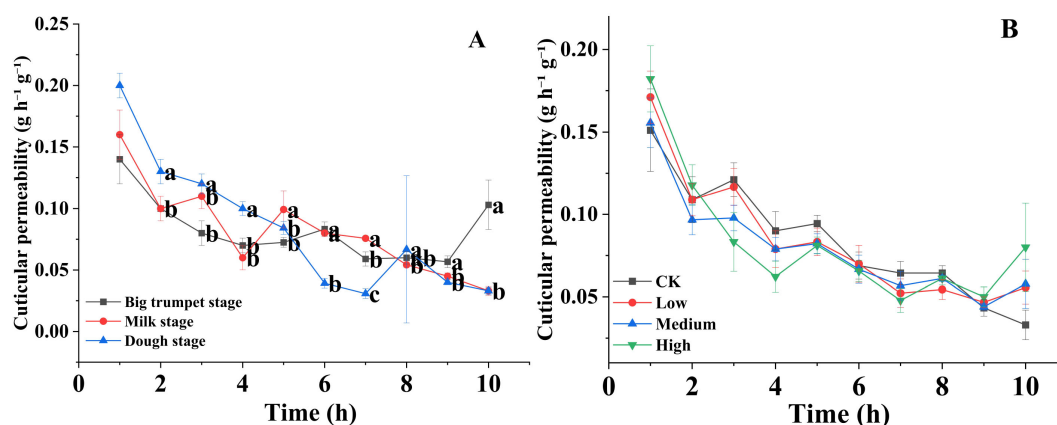 A
Cuticular permeability (g h⁻¹ g⁻¹)
0.25
0.20
0.15
0.10
0.05
0.00
a
b
a
b
b
a
b
b
a
b
b
a
a
b
a
b
c
a
b
b
b
a
b
b
a
b
Big trumpet stage
Milk stage
Dough stage
0 2 4 6 8 10
Time (h)
B
Cuticular permeability (g h⁻¹ g⁻¹)
0.20
0.15
0.10
0.05
CK
Low
Medium
High
0 2 4 6 8 10
Time (h)